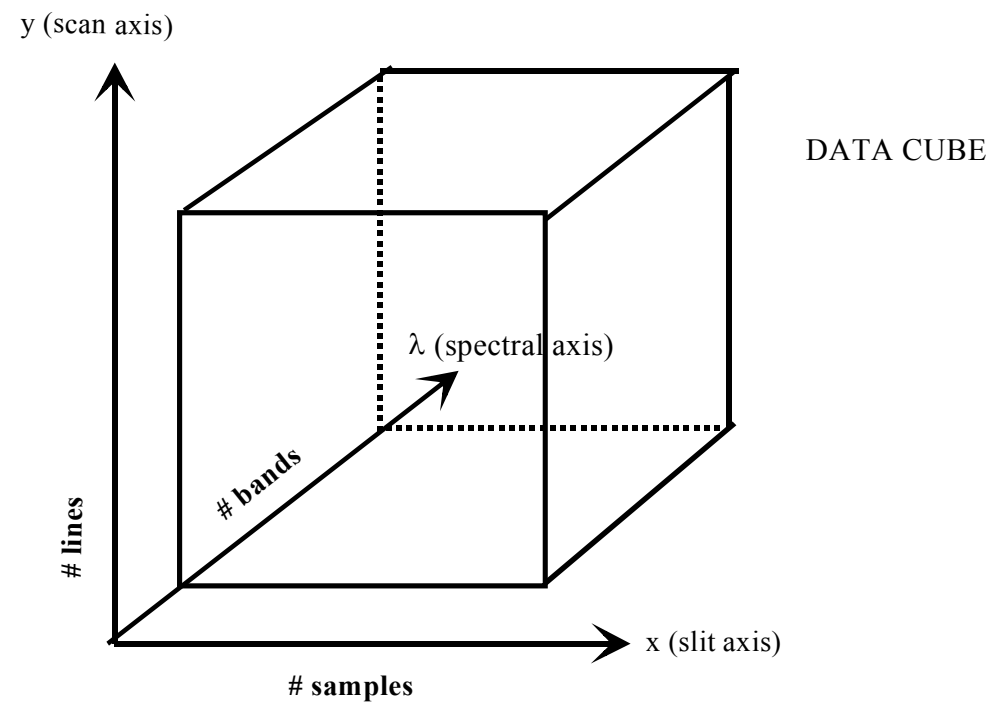 y (scan axis)
DATA CUBE
λ (spectral axis)
# bands
# lines
x (slit axis)
# samples